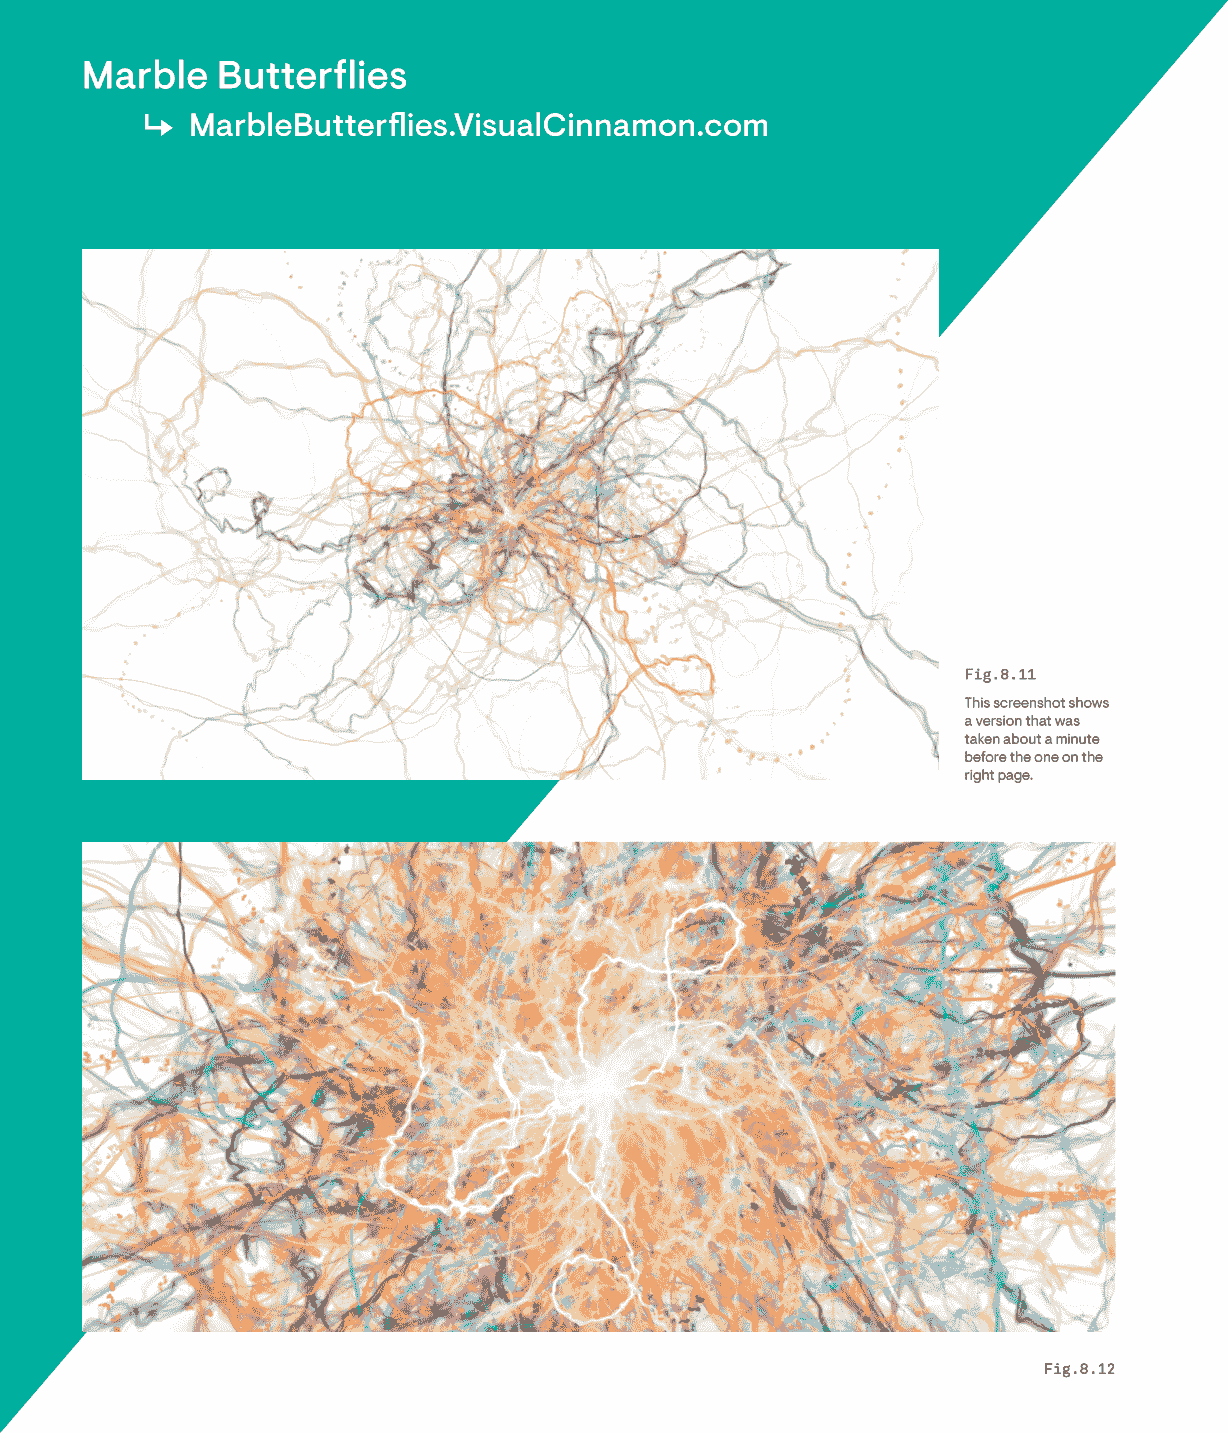 Marble Butterflies
↳ MarbleButterflies.VisualCinnamon.com
Fig.8.11
This screenshot shows
a version that was
taken about a minute
before the one on the
right page.
Fig.8.12